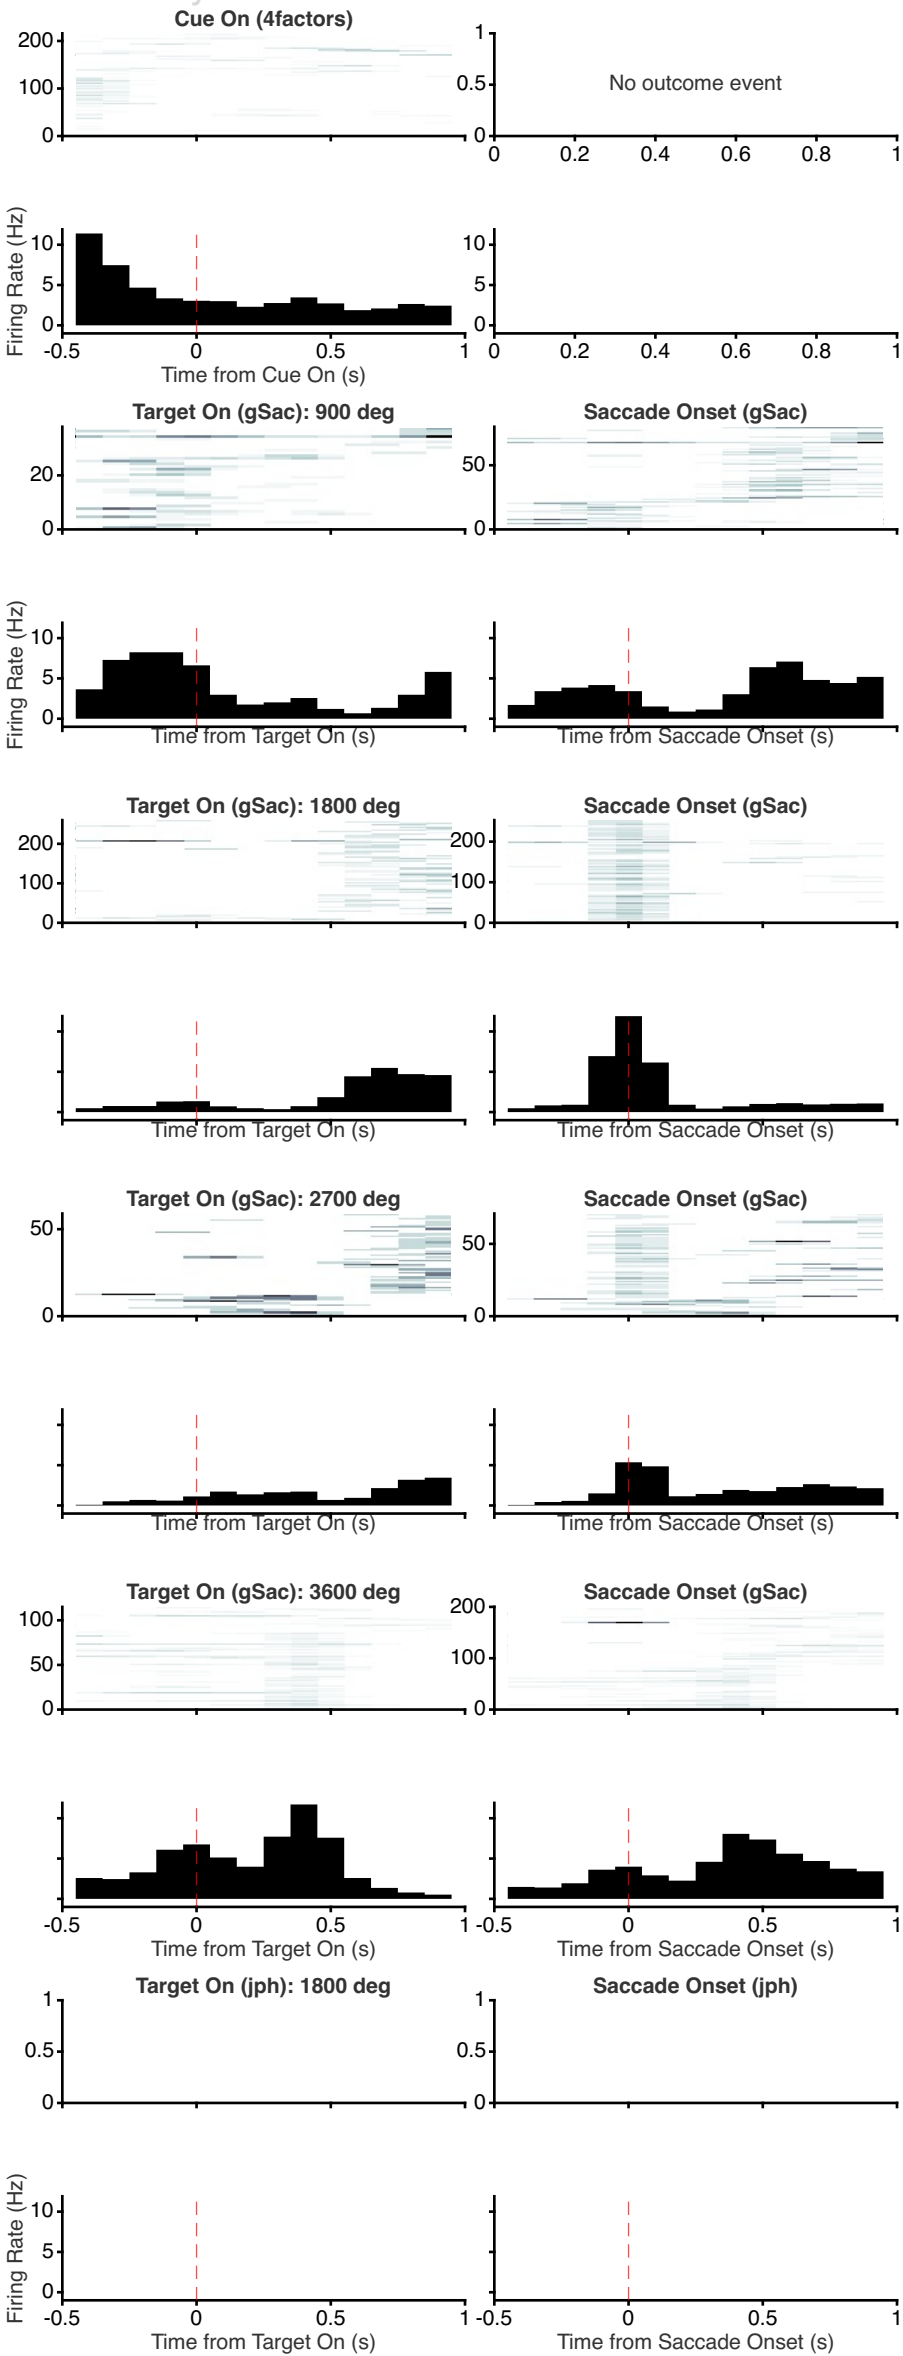 Cue On (4factors)
200
100
0
1
0.5
0
No outcome event
0 0.2 0.4 0.6 0.8 1
Firing Rate (Hz)
10
5
0
-0.5 0 0.5 1
Time from Cue On (s)
10
5
0
0 0.2 0.4 0.6 0.8 1
Target On (gSac): 900 deg
20
0
Saccade Onset (gSac)
50
0
Firing Rate (Hz)
10
5
0
Time from Target On (s)
Time from Saccade Onset (s)
Target On (gSac): 1800 deg
200
100
0
Saccade Onset (gSac)
200
100
0
Time from Target On (s)
Time from Saccade Onset (s)
Target On (gSac): 2700 deg
50
0
Saccade Onset (gSac)
50
0
Time from Target On (s)
Time from Saccade Onset (s)
Target On (gSac): 3600 deg
100
50
0
Saccade Onset (gSac)
200
100
0
-0.5 0 0.5 1
Time from Target On (s)
-0.5 0 0.5 1
Time from Saccade Onset (s)
Target On (jph): 1800 deg
1
0.5
0
Saccade Onset (jph)
1
0.5
0
Firing Rate (Hz)
10
5
0
-0.5 0 0.5 1
Time from Target On (s)
-0.5 0 0.5 1
Time from Saccade Onset (s)